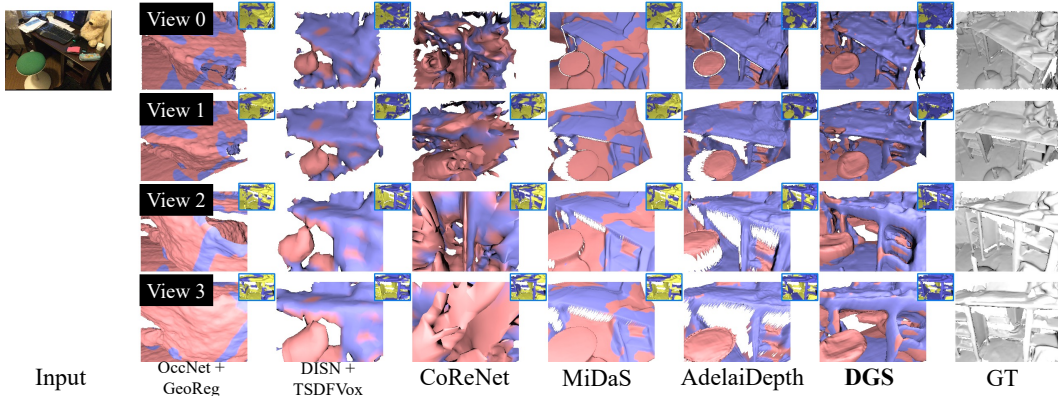 View 0
View 1
View 2
View 3
Input
OccNet +
GeoReg
DISN +
TSDFVox
CoReNet
MiDaS
AdelaiDepth
DGS
GT